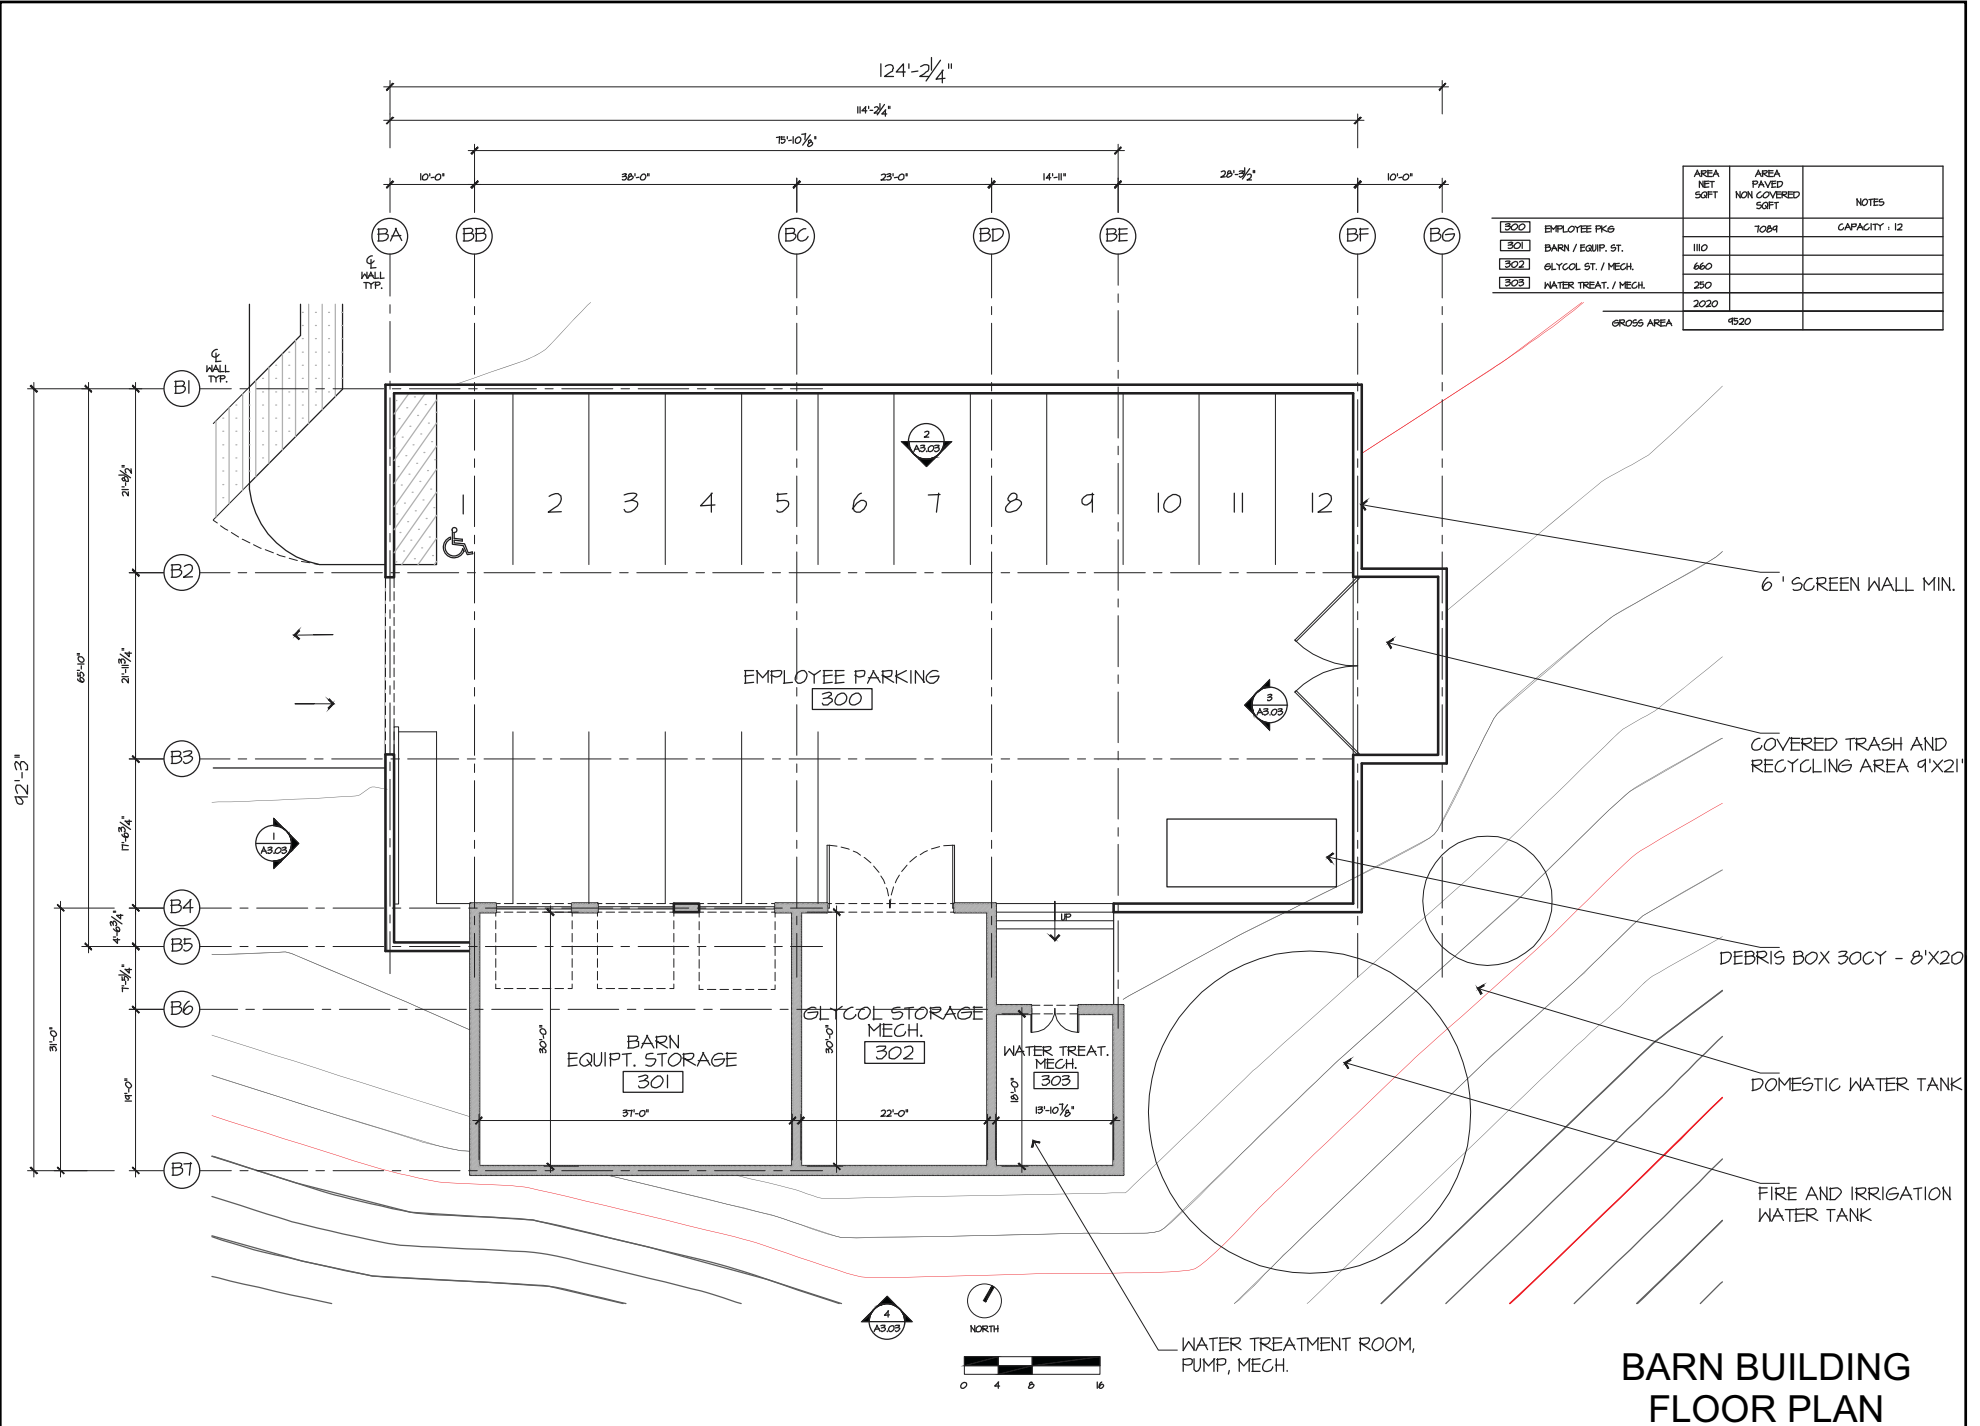 124'-2¼"
114'-2¼"
75'-10⅞"
10'-0"
38'-0"
23'-0"
14'-11"
28'-3½"
10'-0"
BA
BB
BC
BD
BE
BF
BG
℄
WALL
TYP.
℄
WALL
TYP.
AREA
NET
SQFT
AREA
PAVED
NON COVERED
SQFT
NOTES
300 EMPLOYEE PKG 7089 CAPACITY : 12
301 BARN / EQUIP. ST. 1110
302 GLYCOL ST. / MECH. 660
303 WATER TREAT. / MECH. 250
2020
GROSS AREA 9520
B1
B2
B3
B4
B5
B6
B7
92'-3"
65'-10"
31'-0"
21'-8½"
21'-11¾"
17'-6¾"
4'-6¾"
7'-5¼"
19'-0"
1 2 3 4 5 6 7 8 9 10 11 12
2
A3.03
EMPLOYEE PARKING
300
3
A3.03
1
A3.03
UP
6 ' SCREEN WALL MIN.
COVERED TRASH AND
RECYCLING AREA 9'X21'
DEBRIS BOX 30CY - 8'X20
DOMESTIC WATER TANK
FIRE AND IRRIGATION
WATER TANK
BARN
EQUIPT. STORAGE
301
30'-0"
37'-0"
GLYCOL STORAGE
MECH.
302
30'-0"
22'-0"
WATER TREAT.
MECH.
303
18'-0"
13'-10⅞"
4
A3.03
NORTH
0 4 8 16
WATER TREATMENT ROOM,
PUMP, MECH.
BARN BUILDING
FLOOR PLAN